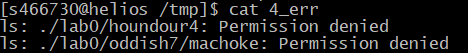 [s466730@helios /tmp]$ cat 4_err
ls: ./lab0/houndour4: Permission denied
ls: ./lab0/oddish7/machoke: Permission denied